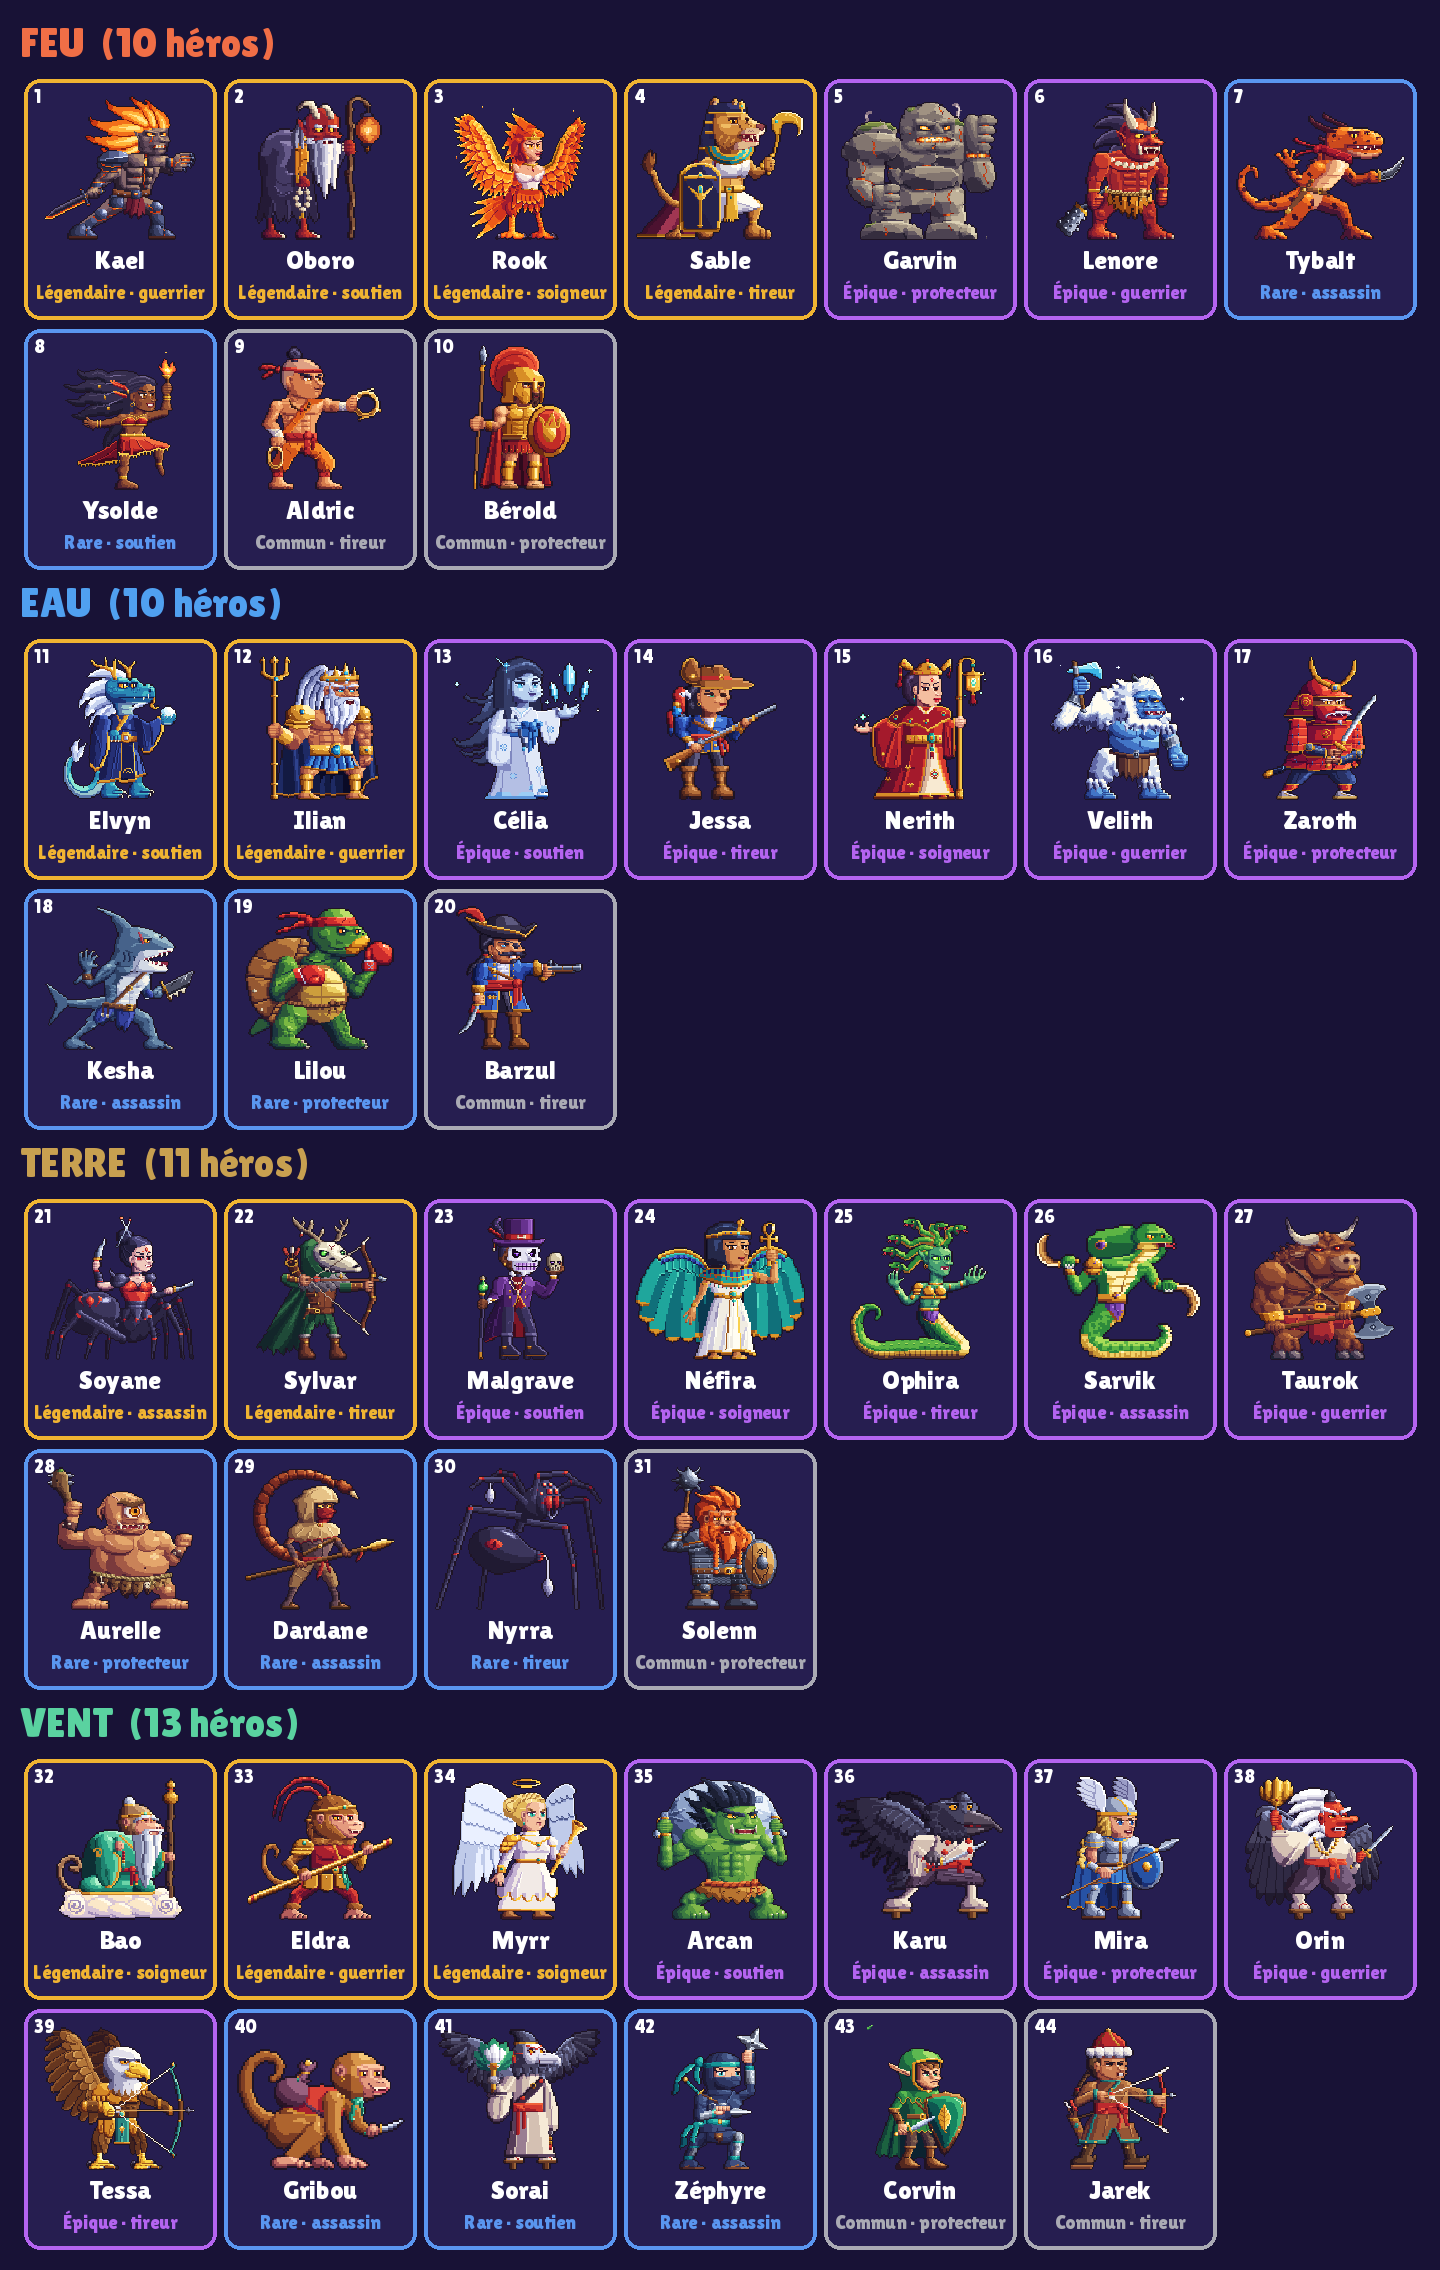 FEU (10 héros)
1 2 3 4 5 6 7
Kael Oboro Rook Sable Garvin Lenore Tybalt
Légendaire · guerrier Légendaire · soutien Légendaire · soigneur Légendaire · tireur Épique · protecteur Épique · guerrier Rare · assassin
8 9 10
Ysolde Aldric Bérold
Rare · soutien Commun · tireur Commun · protecteur
EAU (10 héros)
11 12 13 14 15 16 17
Elvyn Ilian Célia Jessa Nerith Velith Zaroth
Légendaire · soutien Légendaire · guerrier Épique · soutien Épique · tireur Épique · soigneur Épique · guerrier Épique · protecteur
18 19 20
Kesha Lilou Barzul
Rare · assassin Rare · protecteur Commun · tireur
TERRE (11 héros)
21 22 23 24 25 26 27
Soyane Sylvar Malgrave Néfira Ophira Sarvik Taurok
Légendaire · assassin Légendaire · tireur Épique · soutien Épique · soigneur Épique · tireur Épique · assassin Épique · guerrier
28 29 30 31
Aurelle Dardane Nyrra Solenn
Rare · protecteur Rare · assassin Rare · tireur Commun · protecteur
VENT (13 héros)
32 33 34 35 36 37 38
Bao Eldra Myrr Arcan Karu Mira Orin
Légendaire · soigneur Légendaire · guerrier Légendaire · soigneur Épique · soutien Épique · assassin Épique · protecteur Épique · guerrier
39 40 41 42 43 44
Tessa Gribou Sorai Zéphyre Corvin Jarek
Épique · tireur Rare · assassin Rare · soutien Rare · assassin Commun · protecteur Commun · tireur